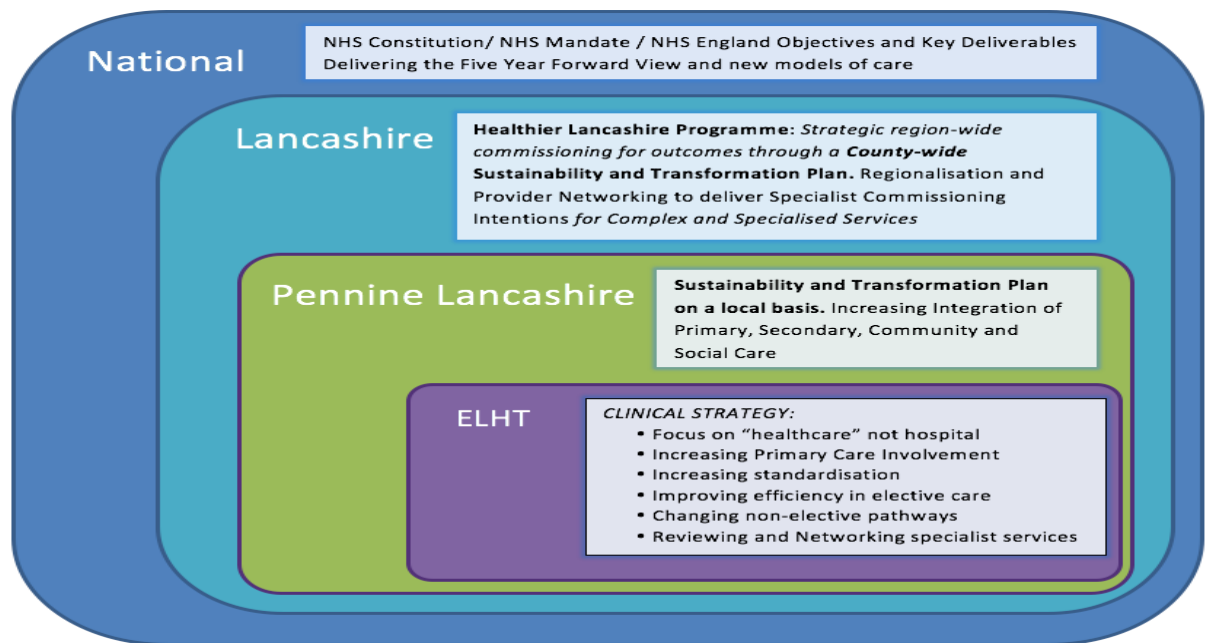 National
NHS Constitution/ NHS Mandate / NHS England Objectives and Key Deliverables
Delivering the Five Year Forward View and new models of care
Lancashire
Healthier Lancashire Programme: Strategic region-wide
commissioning for outcomes through a County-wide
Sustainability and Transformation Plan. Regionalisation and
Provider Networking to deliver Specialist Commissioning
Intentions for Complex and Specialised Services
Pennine Lancashire
Sustainability and Transformation Plan
on a local basis. Increasing Integration of
Primary, Secondary, Community and
Social Care
ELHT
CLINICAL STRATEGY:
• Focus on “healthcare” not hospital
• Increasing Primary Care Involvement
• Increasing standardisation
• Improving efficiency in elective care
• Changing non-elective pathways
• Reviewing and Networking specialist services